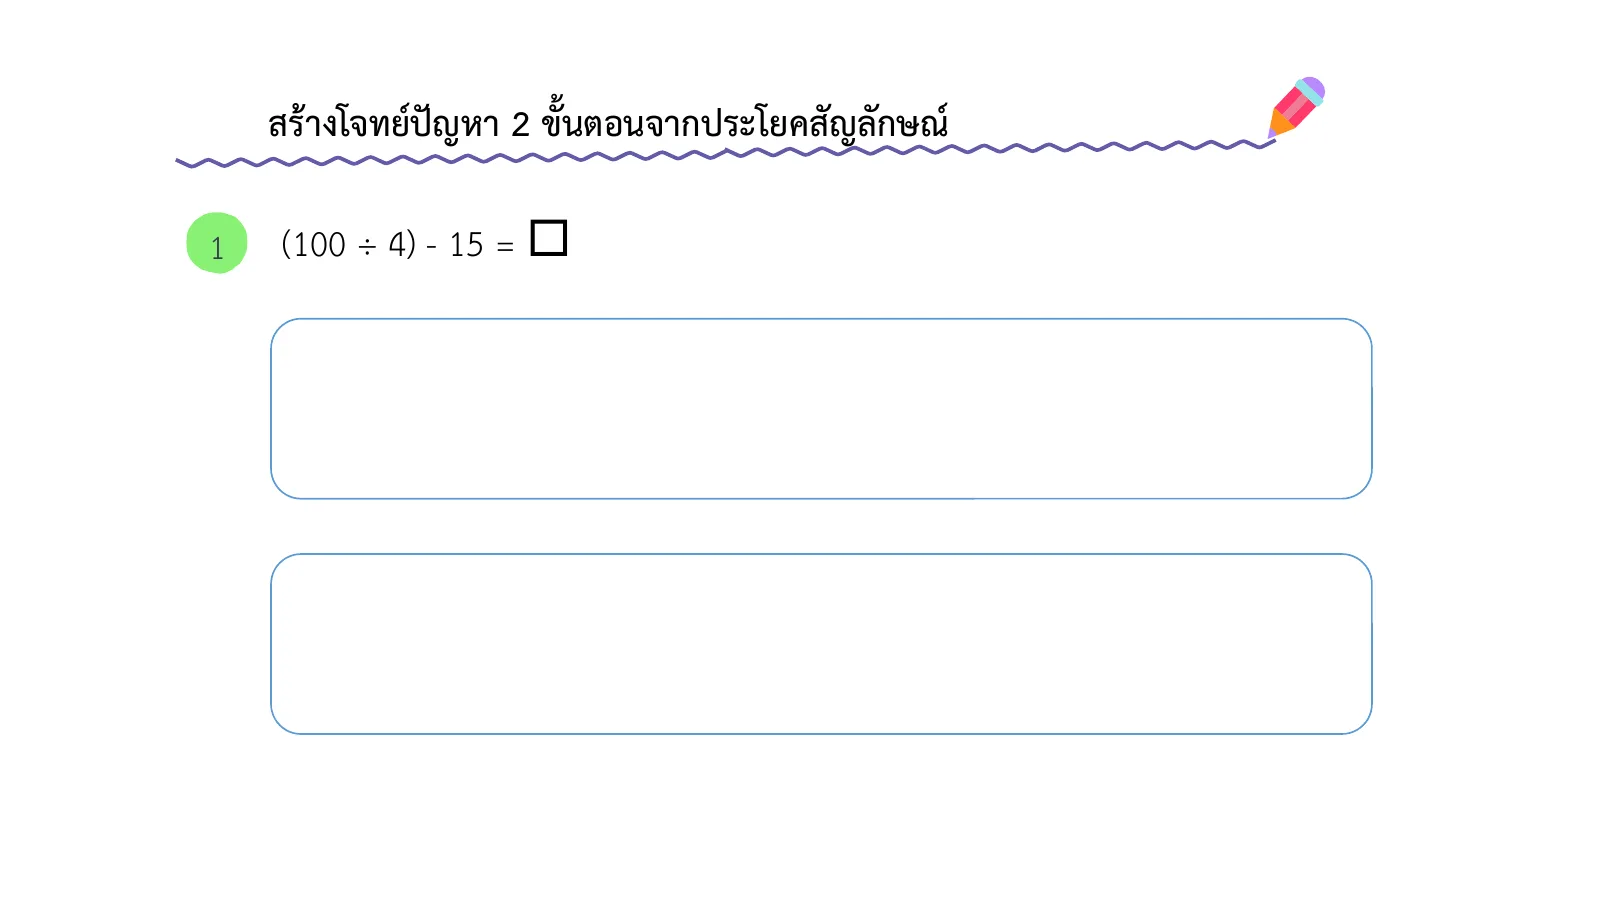 สร้างโจทย์ปัญหา 2 ขั้นตอนจากประโยคสัญลักษณ์
1 (100 ÷ 4) - 15 = □